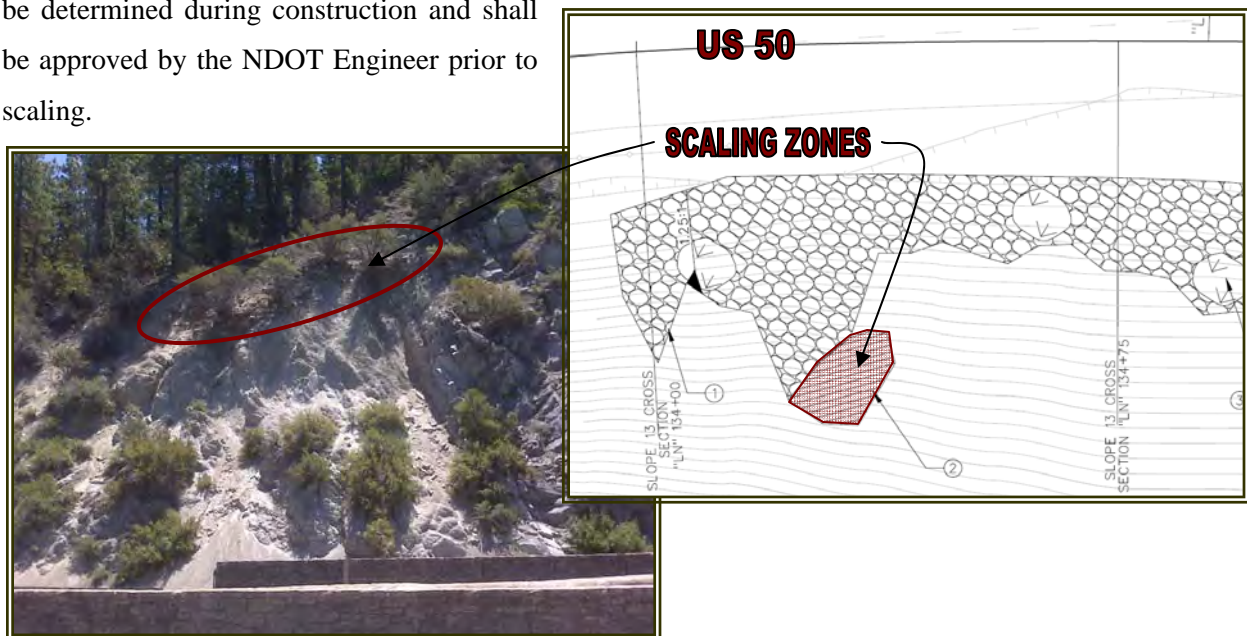 be determined during construction and shall
be approved by the NDOT Engineer prior to
scaling.
US 50
"L
SCALING ZONES
1.25:1
1
2
3
SLOPE 13 CROSS
SECTION
"LN" 134+00
SLOPE 13 CROSS
SECTION "LN" 134+75